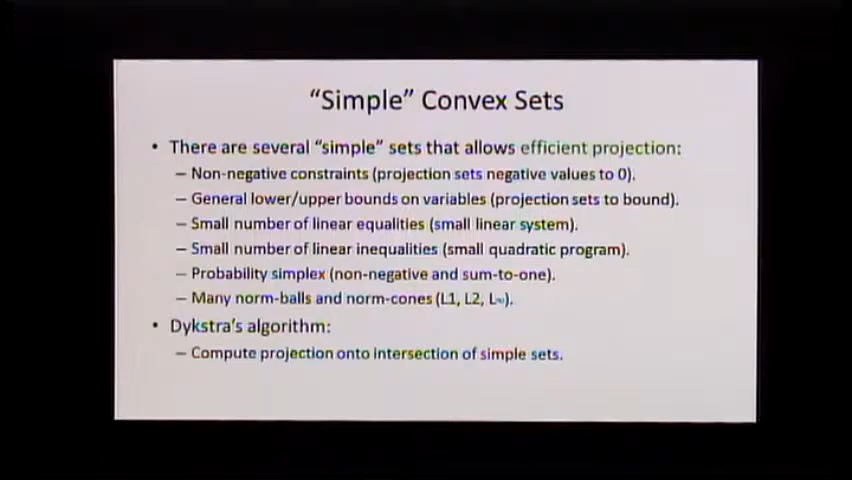 “Simple” Convex Sets
• There are several “simple” sets that allows efficient projection:
– Non-negative constraints (projection sets negative values to 0).
– General lower/upper bounds on variables (projection sets to bound).
– Small number of linear equalities (small linear system).
– Small number of linear inequalities (small quadratic program).
– Probability simplex (non-negative and sum-to-one).
– Many norm-balls and norm-cones (L1, L2, L∞).
• Dykstra’s algorithm:
– Compute projection onto intersection of simple sets.